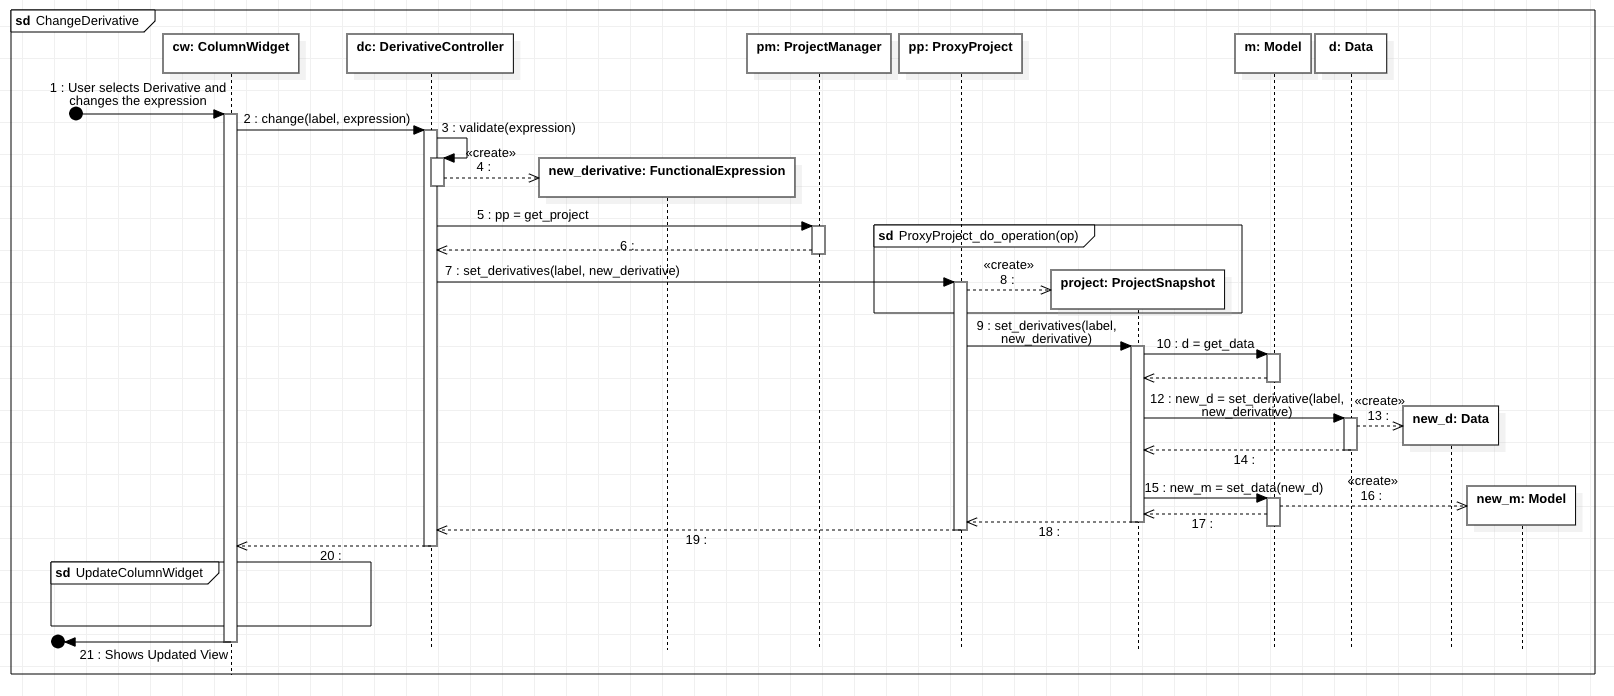 sd ChangeDerivative
cw: ColumnWidget
dc: DerivativeController
pm: ProjectManager
pp: ProxyProject
m: Model
d: Data
1 : User selects Derivative and
changes the expression
2 : change(label, expression)
3 : validate(expression)
«create»
4 :
new_derivative: FunctionalExpression
5 : pp = get_project
6 :
sd ProxyProject_do_operation(op)
7 : set_derivatives(label, new_derivative)
«create»
8 :
project: ProjectSnapshot
9 : set_derivatives(label,
new_derivative)
10 : d = get_data
12 : new_d = set_derivative(label,
new_derivative)
«create»
13 :
new_d: Data
14 :
15 : new_m = set_data(new_d)
«create»
16 :
new_m: Model
17 :
18 :
19 :
20 :
sd UpdateColumnWidget
21 : Shows Updated View